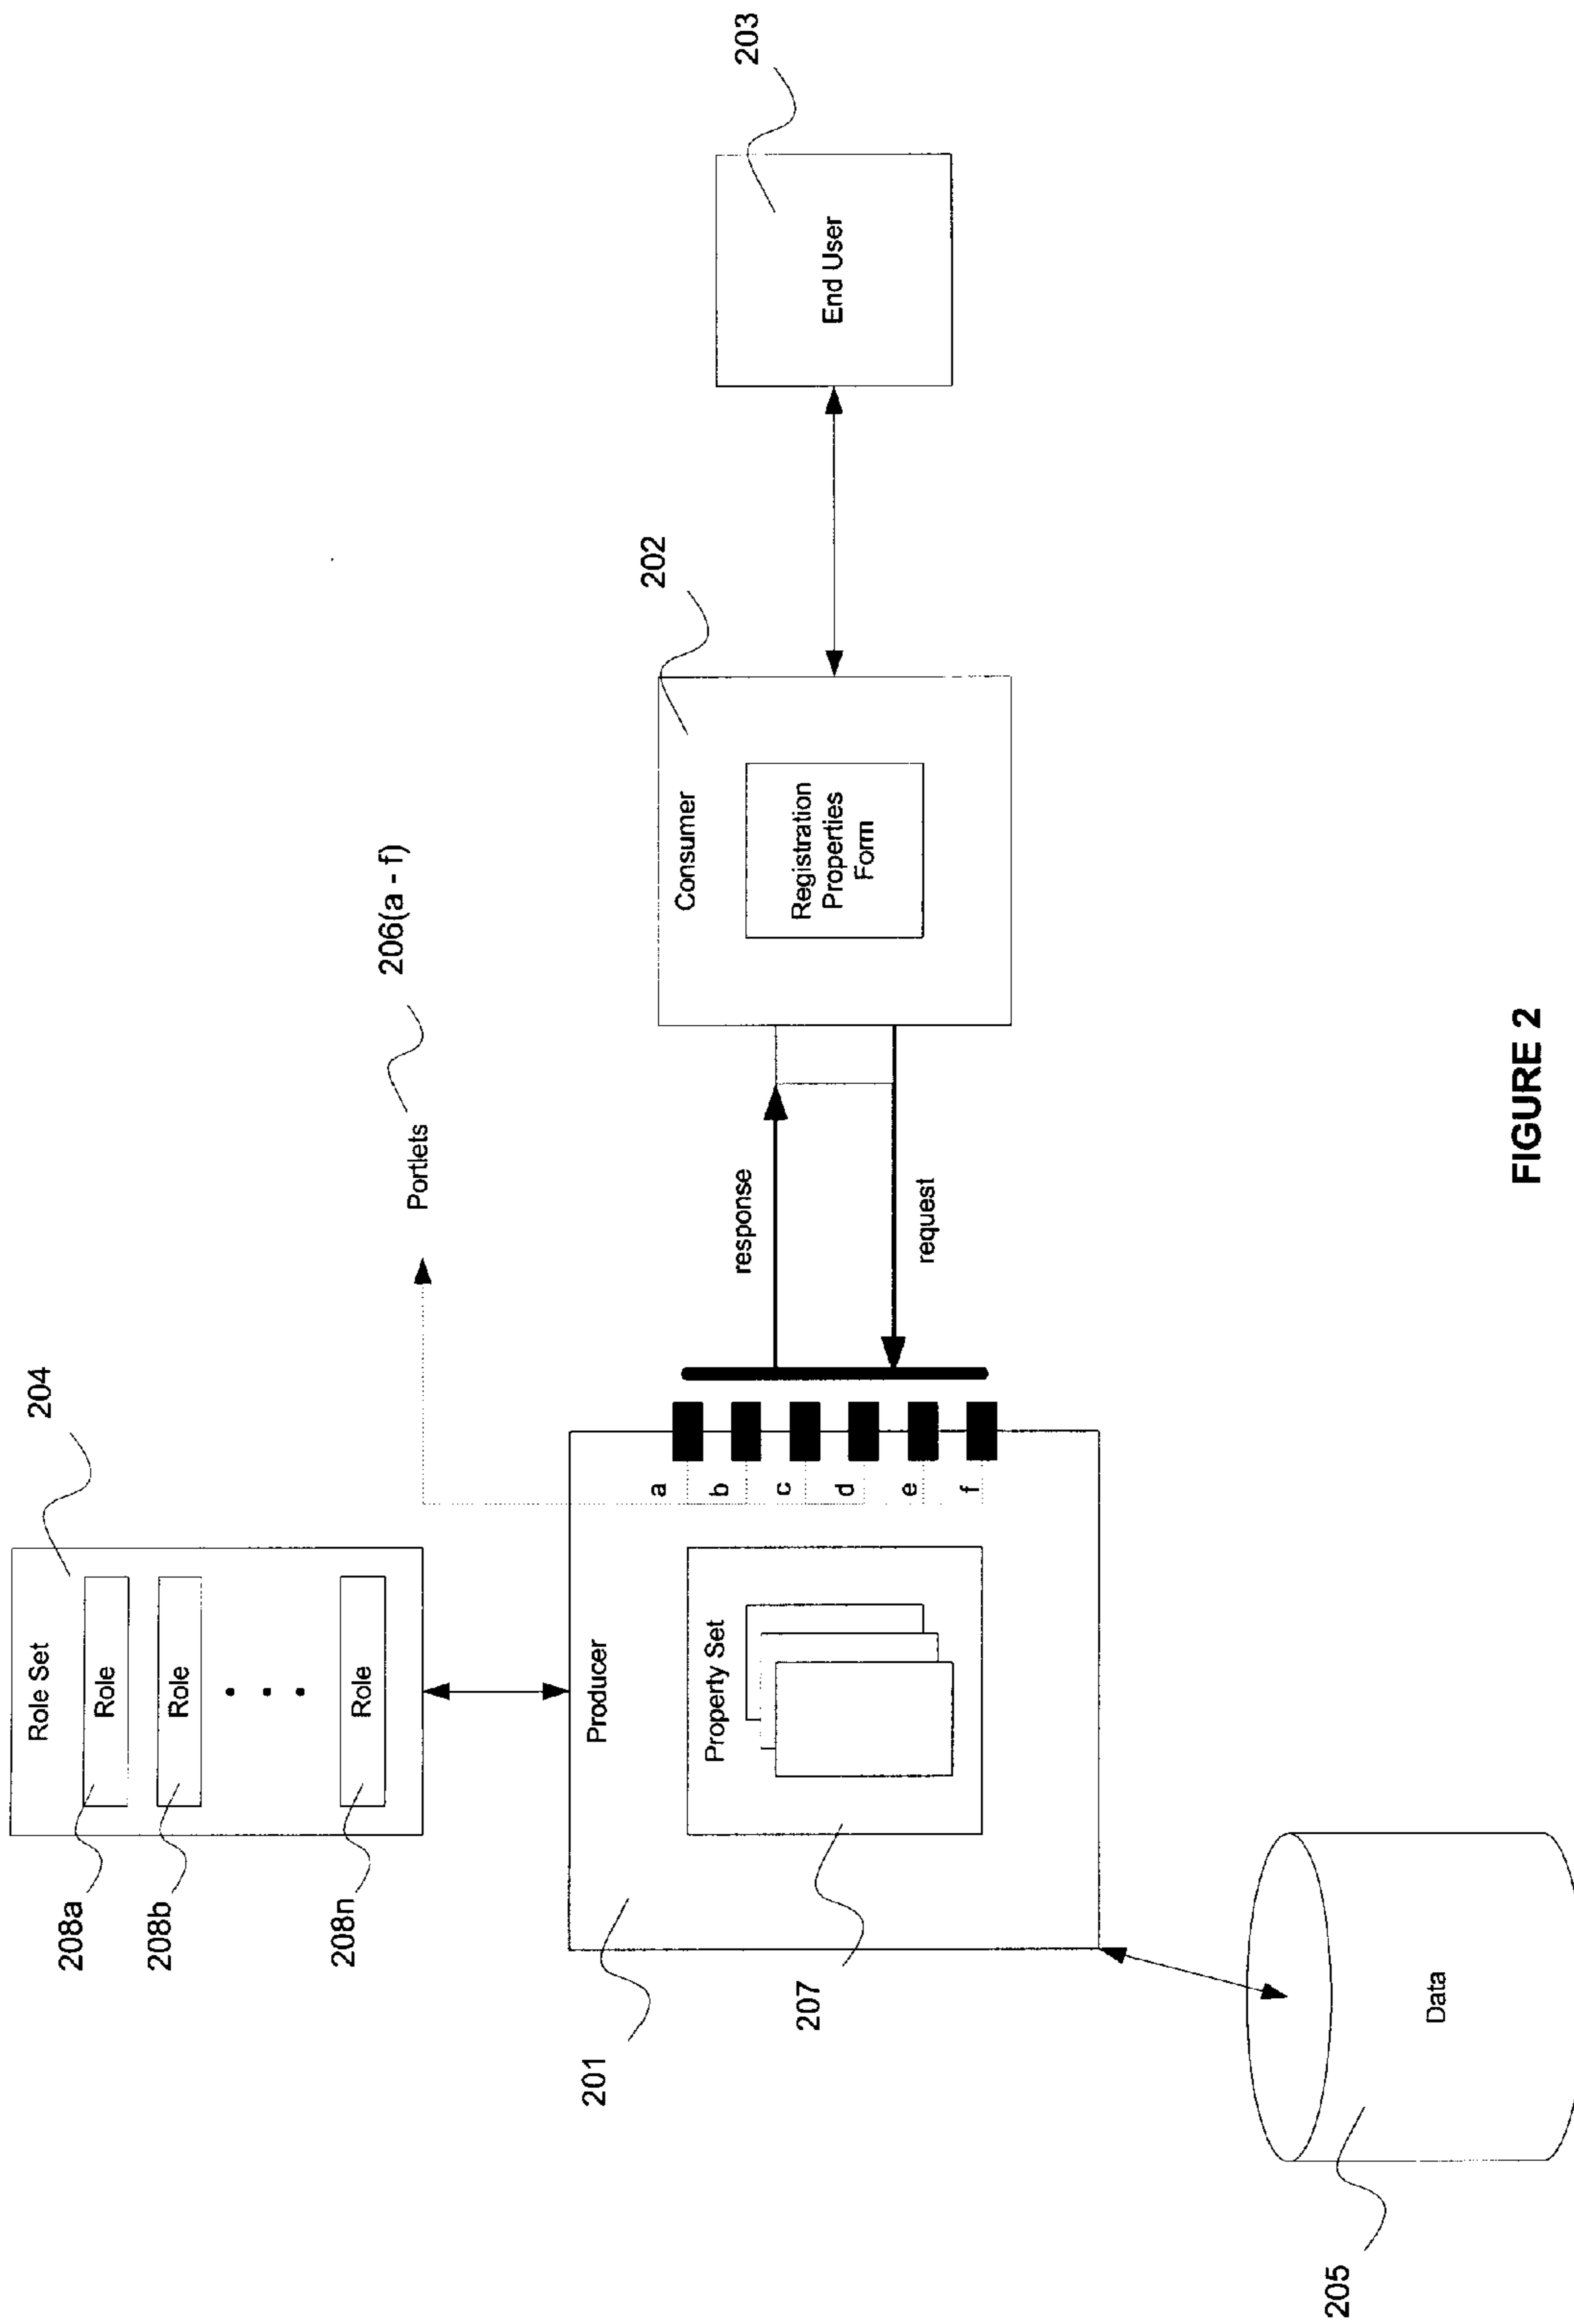 Role Set
204
208a
Role
208b
Role
208n
Role
Portlets
206(a - f)
201
Producer
207
Property Set
a
b
c
d
e
f
response
request
202
Consumer
Registration
Properties
Form
203
End User
205
Data
FIGURE 2